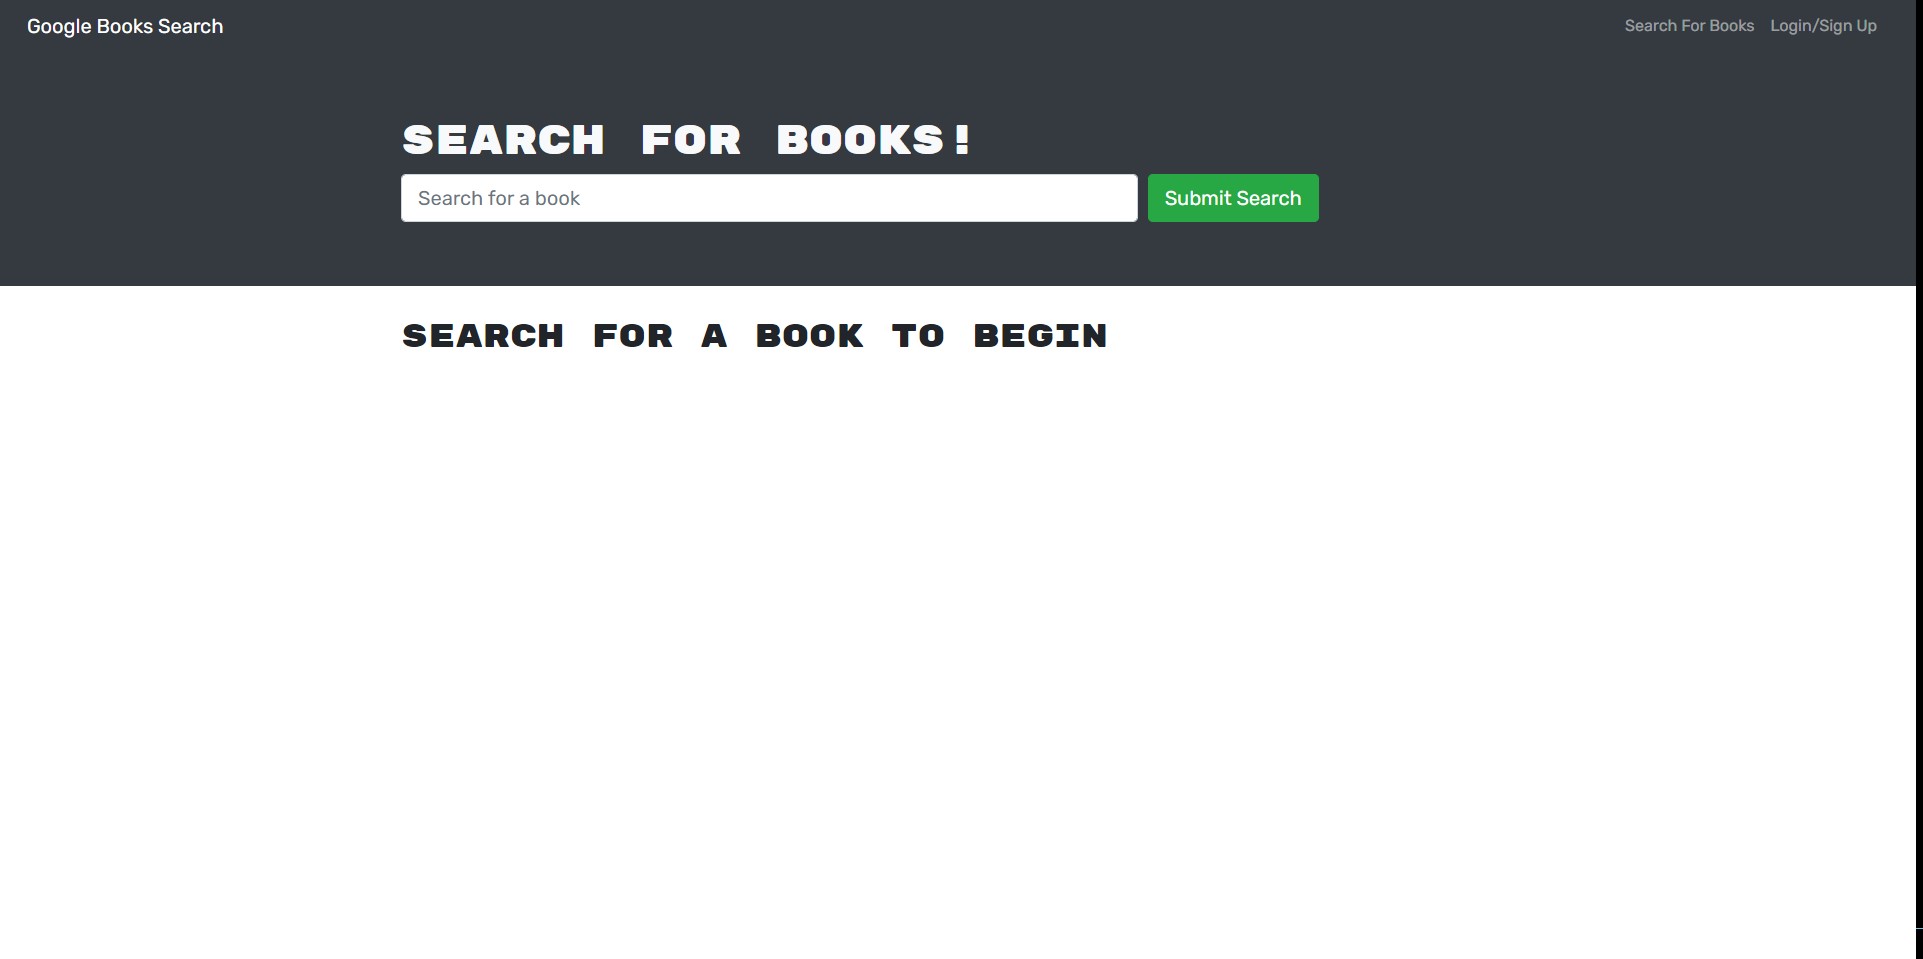 Google Books Search
Search For Books
Login/Sign Up
SEARCH FOR BOOKS!
Search for a book
Submit Search
SEARCH FOR A BOOK TO BEGIN